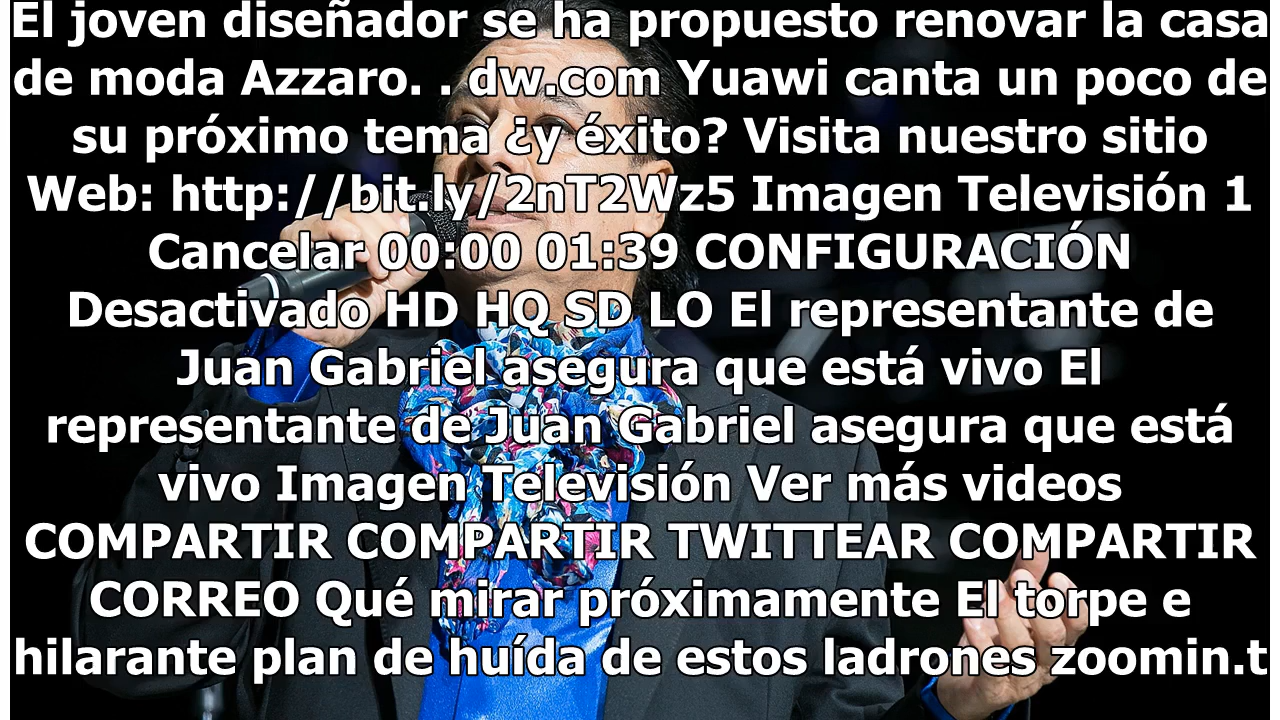 El joven diseñador se ha propuesto renovar la casa
de moda Azzaro. . dw.com Yuawi canta un poco de
su próximo tema ¿y éxito? Visita nuestro sitio
Web: http://bit.ly/2nT2Wz5 Imagen Televisión 1
Cancelar 00:00 01:39 CONFIGURACIÓN
Desactivado HD HQ SD LO El representante de
Juan Gabriel asegura que está vivo El
representante de Juan Gabriel asegura que está
vivo Imagen Televisión Ver más videos
COMPARTIR COMPARTIR TWITTEAR COMPARTIR
CORREO Qué mirar próximamente El torpe e
hilarante plan de huída de estos ladrones zoomin.t